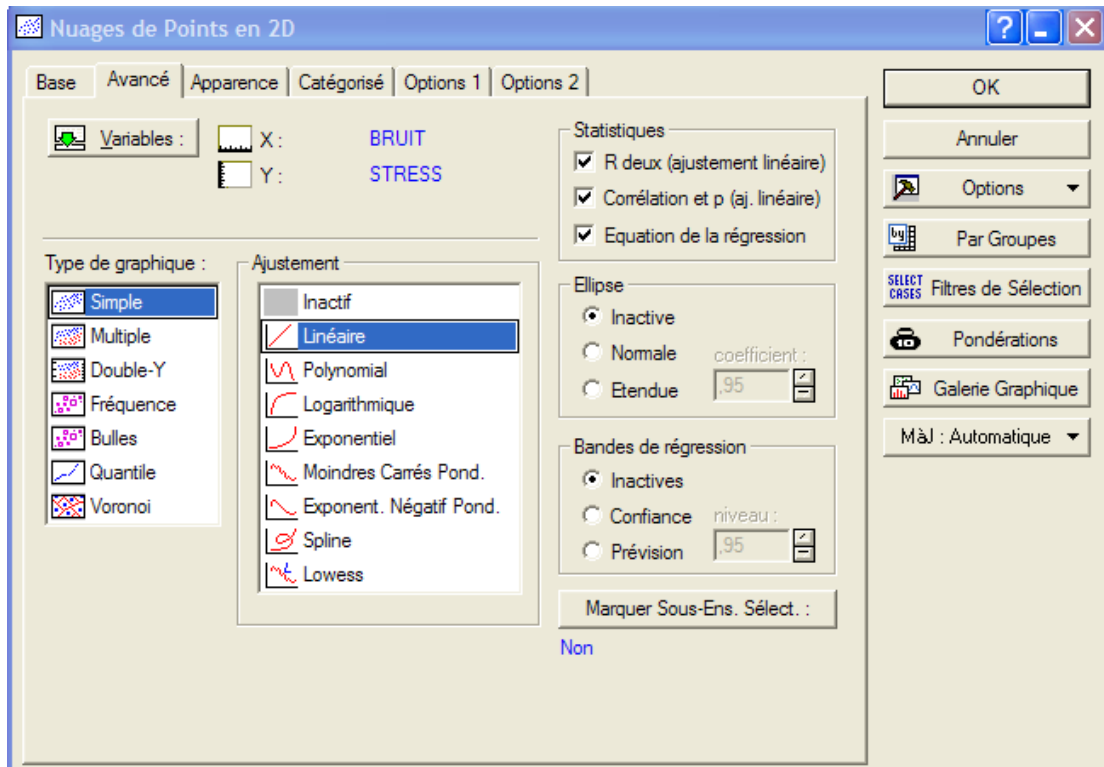 Nuages de Points en 2D
Base
Avancé
Apparence
Catégorisé
Options 1
Options 2
Variables :
X : BRUIT
Y : STRESS
Type de graphique :
Simple
Multiple
Double-Y
Fréquence
Bulles
Quantile
Voronoi
Ajustement
Inactif
Linéaire
Polynomial
Logarithmique
Exponentiel
Moindres Carrés Pond.
Exponent. Négatif Pond.
Spline
Lowess
Statistiques
R deux (ajustement linéaire)
Corrélation et p (aj. linéaire)
Equation de la régression
Ellipse
Inactive
Normale
Etendue
coefficient :
,95
Bandes de régression
Inactives
Confiance
Prévision
niveau :
,95
Marquer Sous-Ens. Sélect. :
Non
OK
Annuler
Options
by
Par Groupes
SELECT
CASES
Filtres de Sélection
Pondérations
Galerie Graphique
MàJ : Automatique